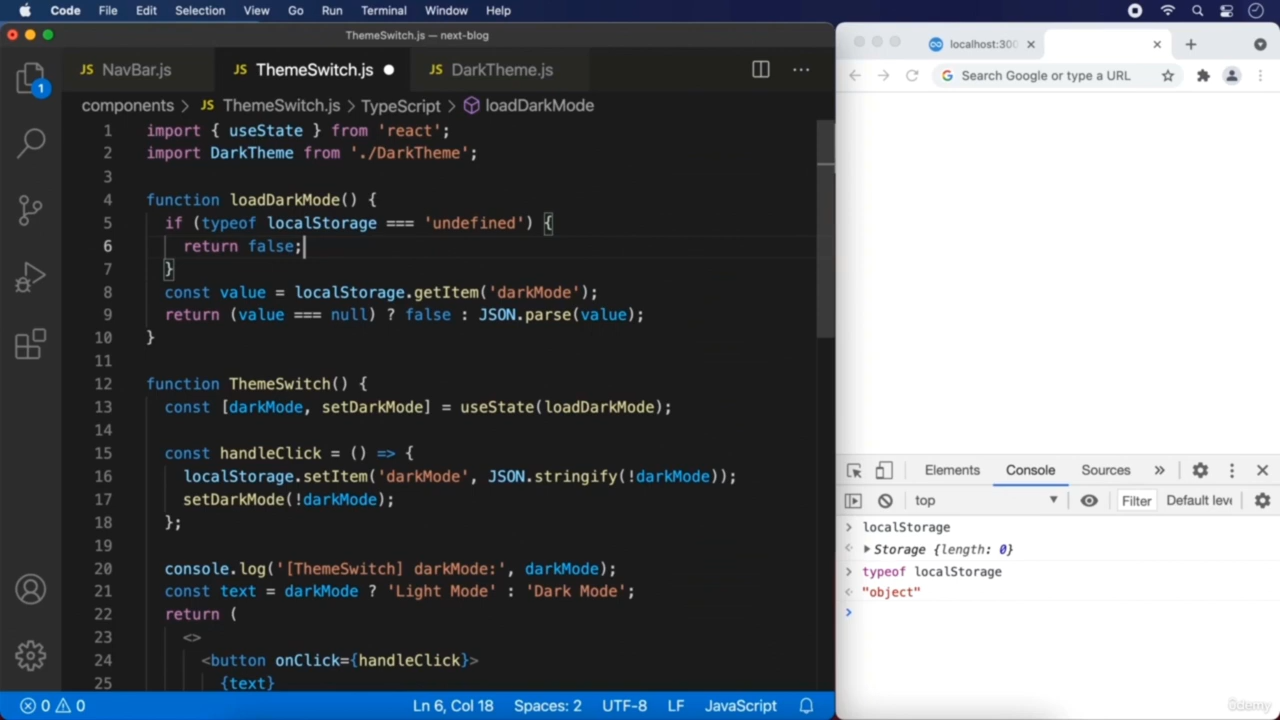 Code File Edit Selection View Go Run Terminal Window Help
ThemeSwitch.js — next-blog
JS NavBar.js JS ThemeSwitch.js JS DarkTheme.js
components > JS ThemeSwitch.js > TypeScript > loadDarkMode
1 import { useState } from 'react';
2 import DarkTheme from './DarkTheme';
3
4 function loadDarkMode() {
5 if (typeof localStorage === 'undefined') {
6 return false;
7 }
8 const value = localStorage.getItem('darkMode');
9 return (value === null) ? false : JSON.parse(value);
10 }
11
12 function ThemeSwitch() {
13 const [darkMode, setDarkMode] = useState(loadDarkMode);
14
15 const handleClick = () => {
16 localStorage.setItem('darkMode', JSON.stringify(!darkMode));
17 setDarkMode(!darkMode);
18 };
19
20 console.log('[ThemeSwitch] darkMode:', darkMode);
21 const text = darkMode ? 'Light Mode' : 'Dark Mode';
22 return (
23 <>
24 <button onClick={handleClick}>
25 {text}
1
0 0 Ln 6, Col 18 Spaces: 2 UTF-8 LF JavaScript
localhost:300
Search Google or type a URL
Elements Console Sources »
top Filter Default leve
> localStorage
Storage {length: 0}
> typeof localStorage
"object"
>
ûdemy